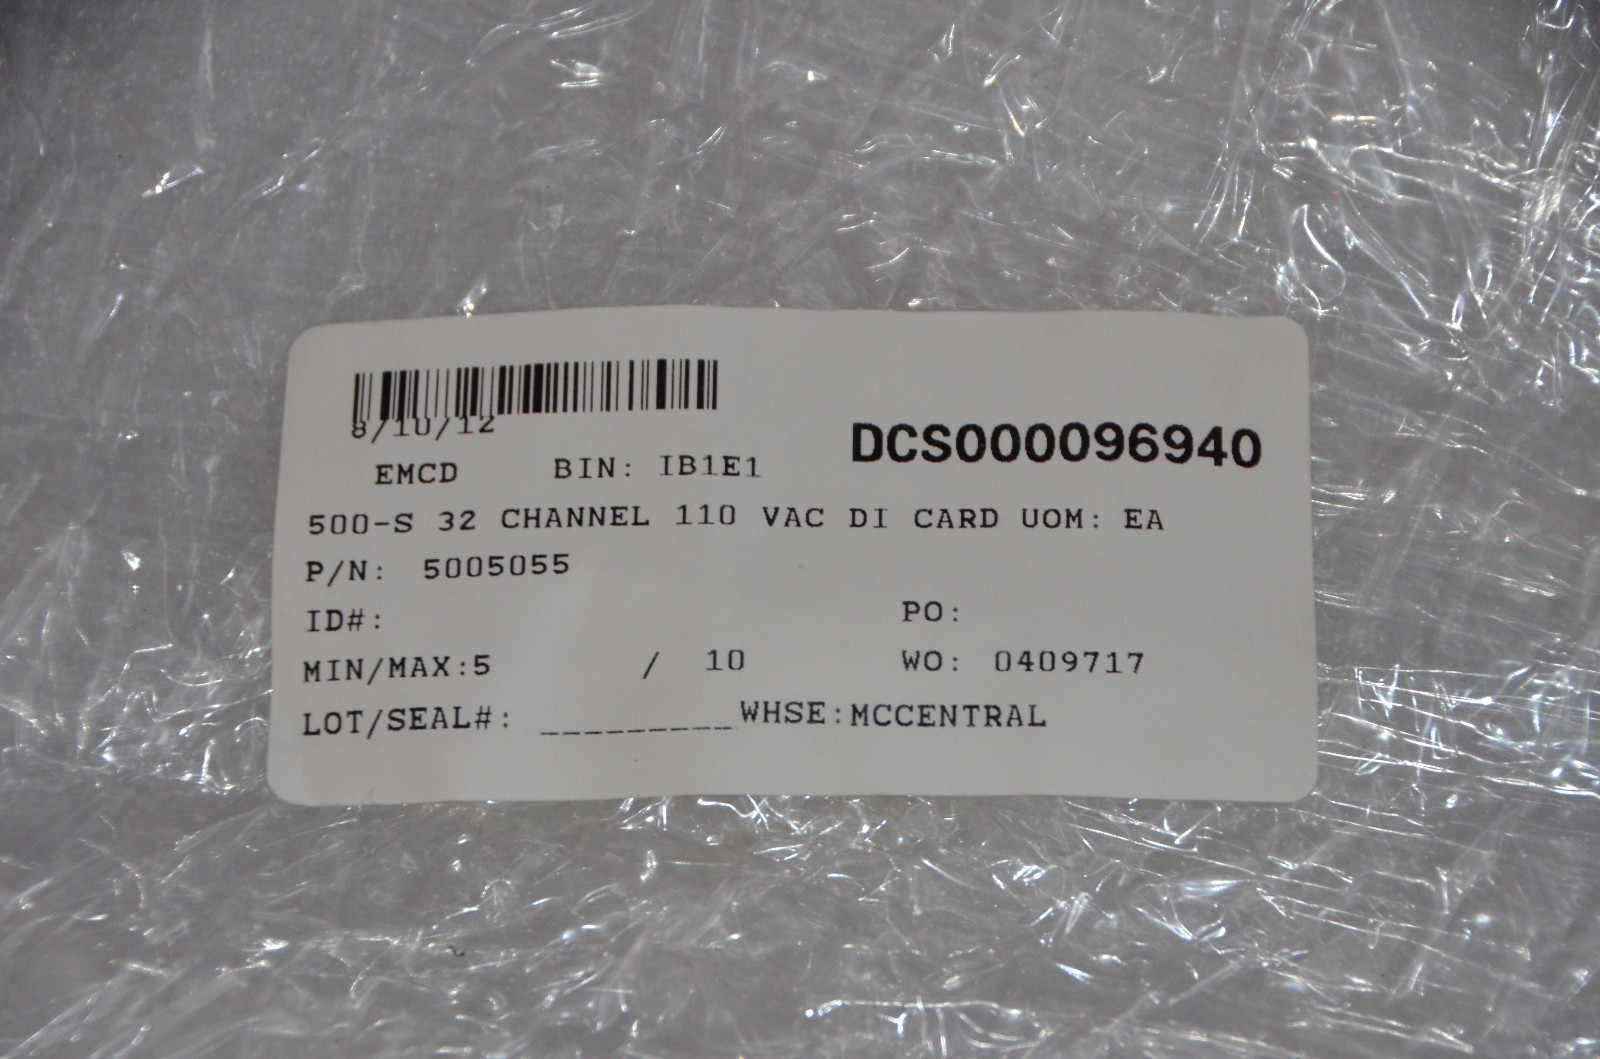 8/10/12
DCS000096940
EMCD BIN: IB1E1
500-S 32 CHANNEL 110 VAC DI CARD UOM: EA
P/N: 5005055
ID#: PO:
MIN/MAX:5 / 10 WO: 0409717
LOT/SEAL#: _________WHSE:MCCENTRAL